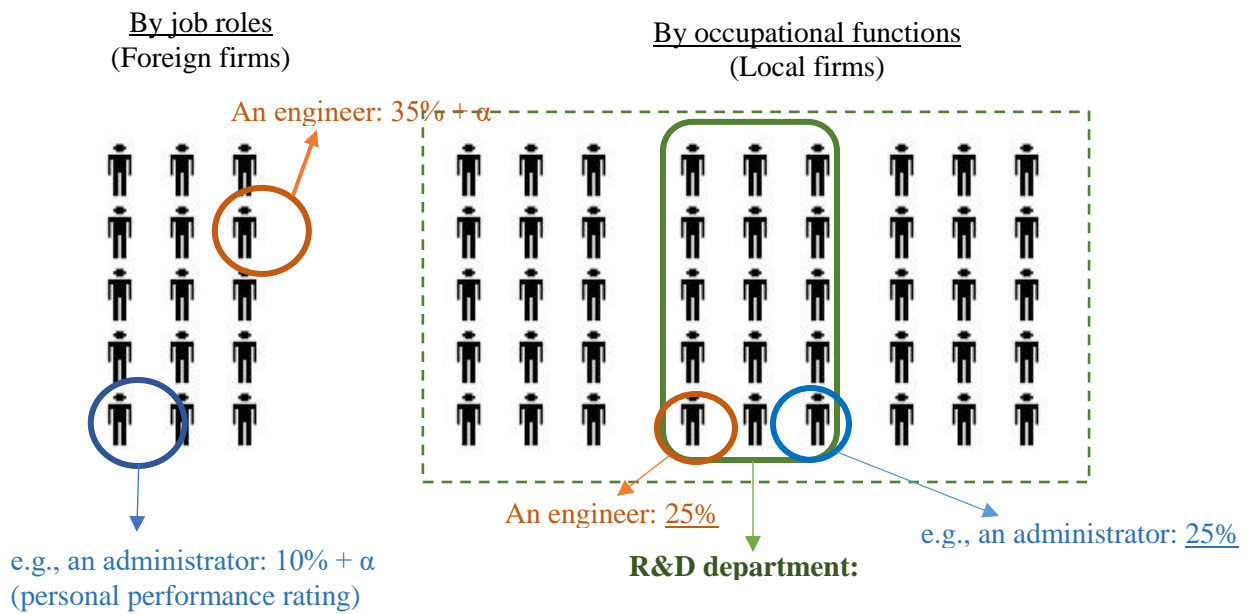 By job roles
(Foreign firms)
By occupational functions
(Local firms)
An engineer: 35% + α
An engineer: 25%
e.g., an administrator: 25%
R&D department:
e.g., an administrator: 10% + α
(personal performance rating)